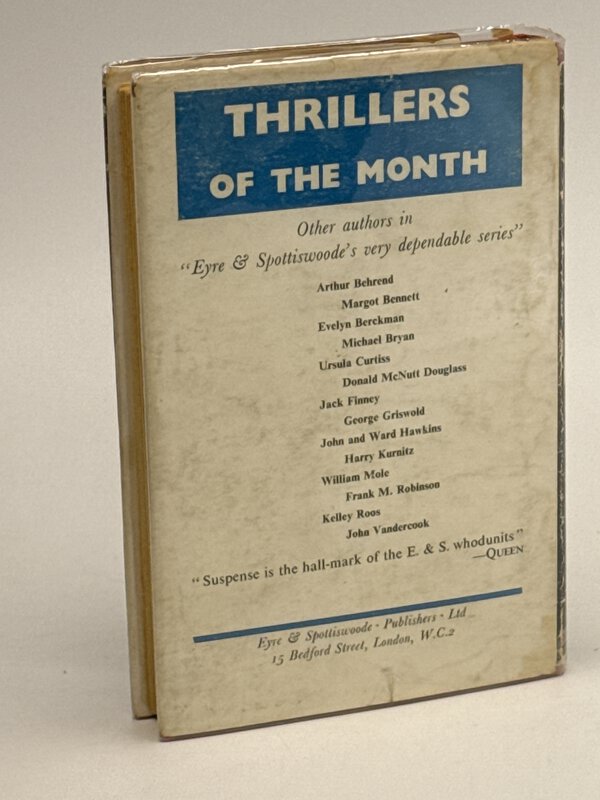 THRILLERS
OF THE MONTH
Other authors in
“Eyre & Spottiswoode's very dependable series”
Arthur Behrend
Margot Bennett
Evelyn Berckman
Michael Bryan
Ursula Curtiss
Donald McNutt Douglass
Jack Finney
George Griswold
John and Ward Hawkins
Harry Kurnitz
William Mole
Frank M. Robinson
Kelley Roos
John Vandercook
“Suspense is the hall-mark of the E. & S. whodunits”
—QUEEN
Eyre & Spottiswoode · Publishers · Ltd
15 Bedford Street, London, W.C.2